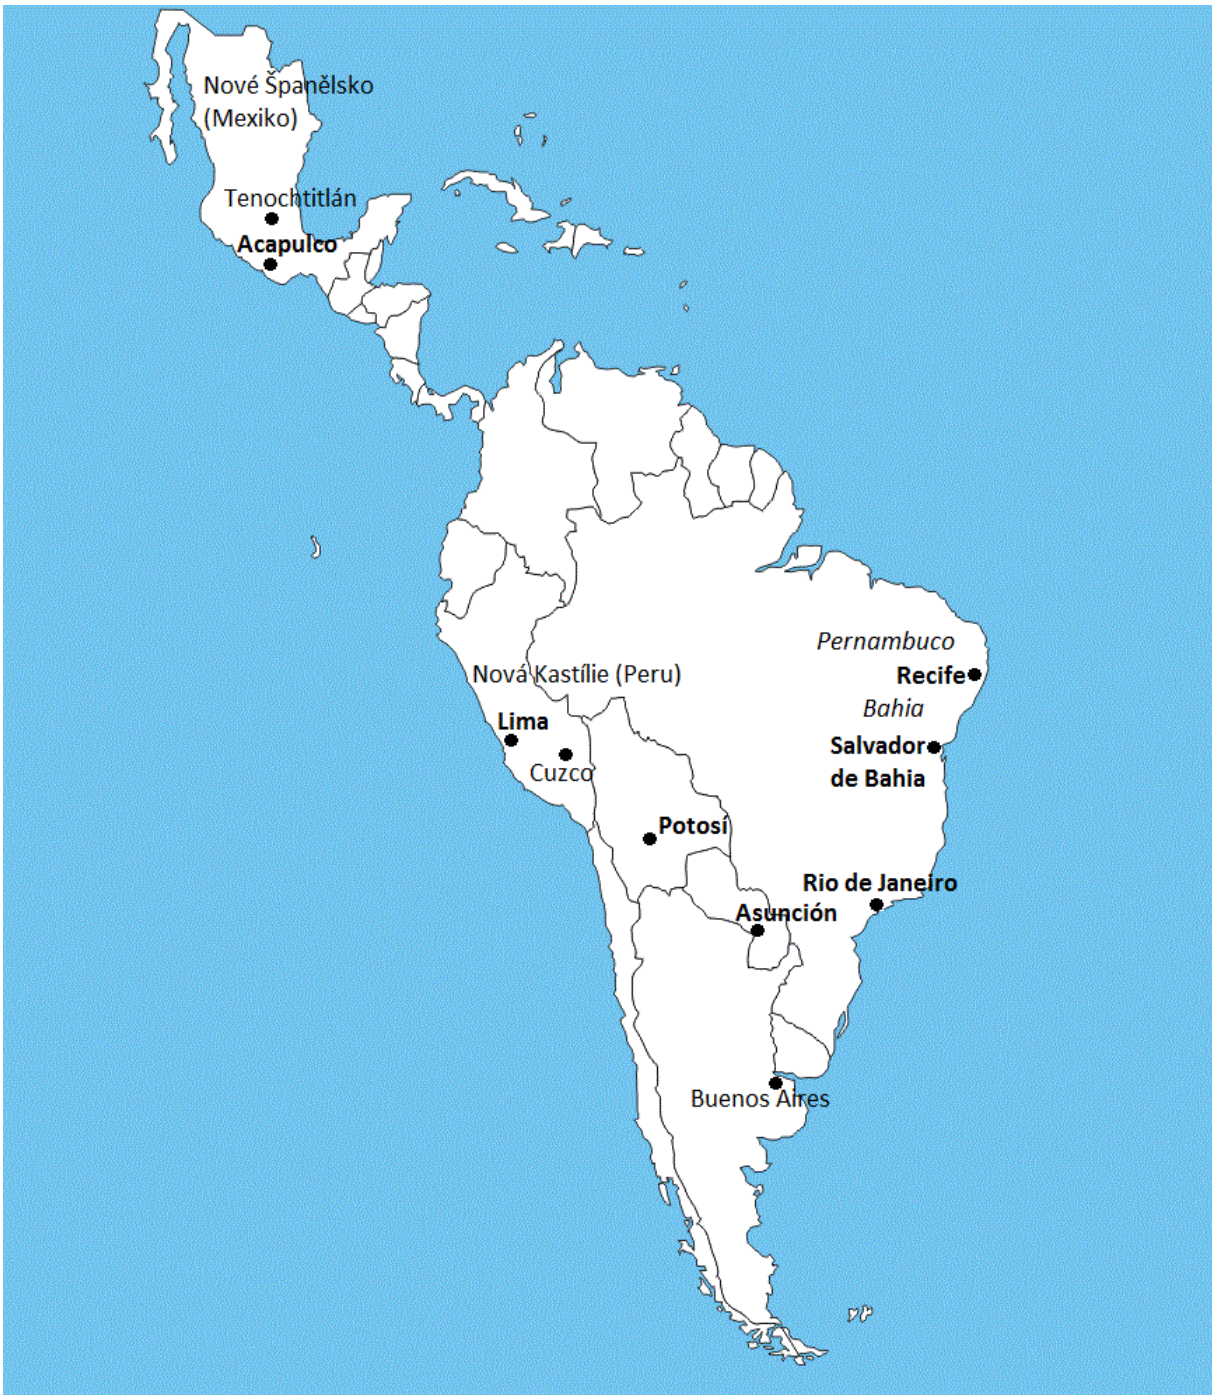 Nové Španělsko
(Mexiko)
Tenochtitlán
Acapulco
Pernambuco
Nová Kastílie (Peru)
Recife
Bahia
Lima
Salvador
de Bahia
Cuzco
Potosí
Rio de Janeiro
Asunción
Buenos Aires